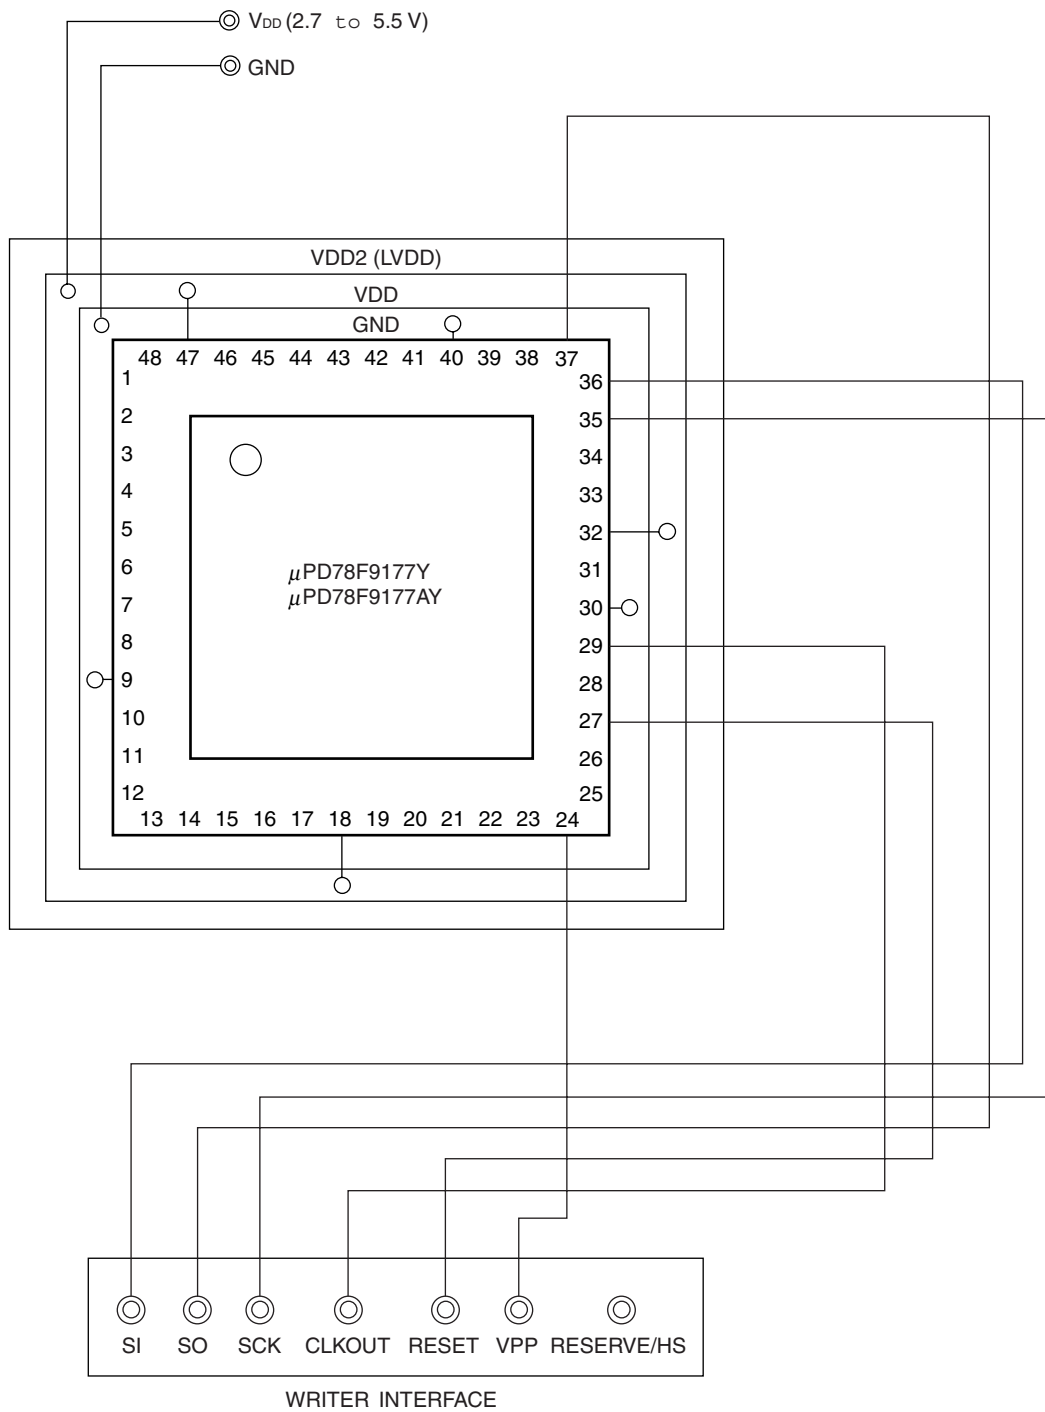 VDD (2.7 to 5.5 V)
GND
VDD2 (LVDD)
VDD
GND
48 47 46 45 44 43 42 41 40 39 38 37
1
36
2
35
3
34
4
33
5
32
6
31
7
30
8
29
9
28
10
27
11
26
12
25
μPD78F9177Y
μPD78F9177AY
13 14 15 16 17 18 19 20 21 22 23 24
SI SO SCK CLKOUT RESET VPP RESERVE/HS
WRITER INTERFACE